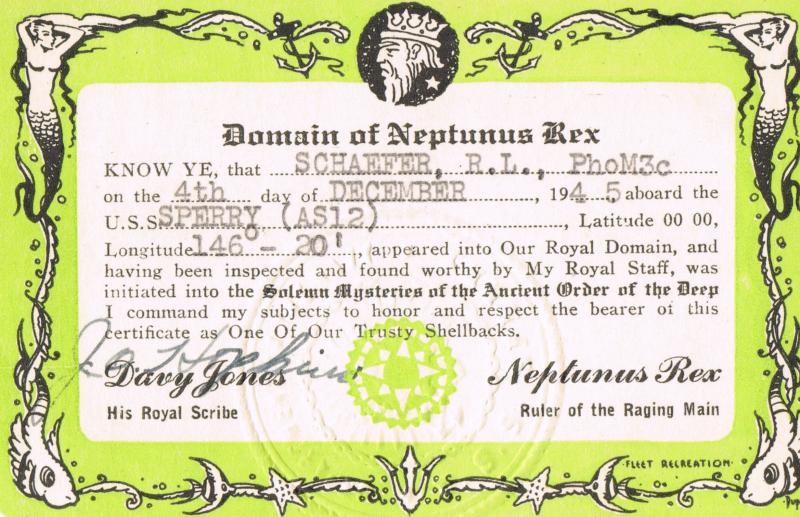 Domain of Neptunus Rex
KNOW YE, that SCHAEFER, R.L., PhoM3c
on the 4th day of DECEMBER, 194 5 aboard the
U.S.S. SPERRY (AS12), Latitude 00 00,
Longitude 146° - 20', appeared into Our Royal Domain, and
having been inspected and found worthy by My Royal Staff, was
initiated into the Solemn Mysteries of the Ancient Order of the Deep
I command my subjects to honor and respect the bearer of this
certificate as One Of Our Trusty Shellbacks.
Davy Jones Neptunus Rex
His Royal Scribe Ruler of the Raging Main
FLEET RECREATION